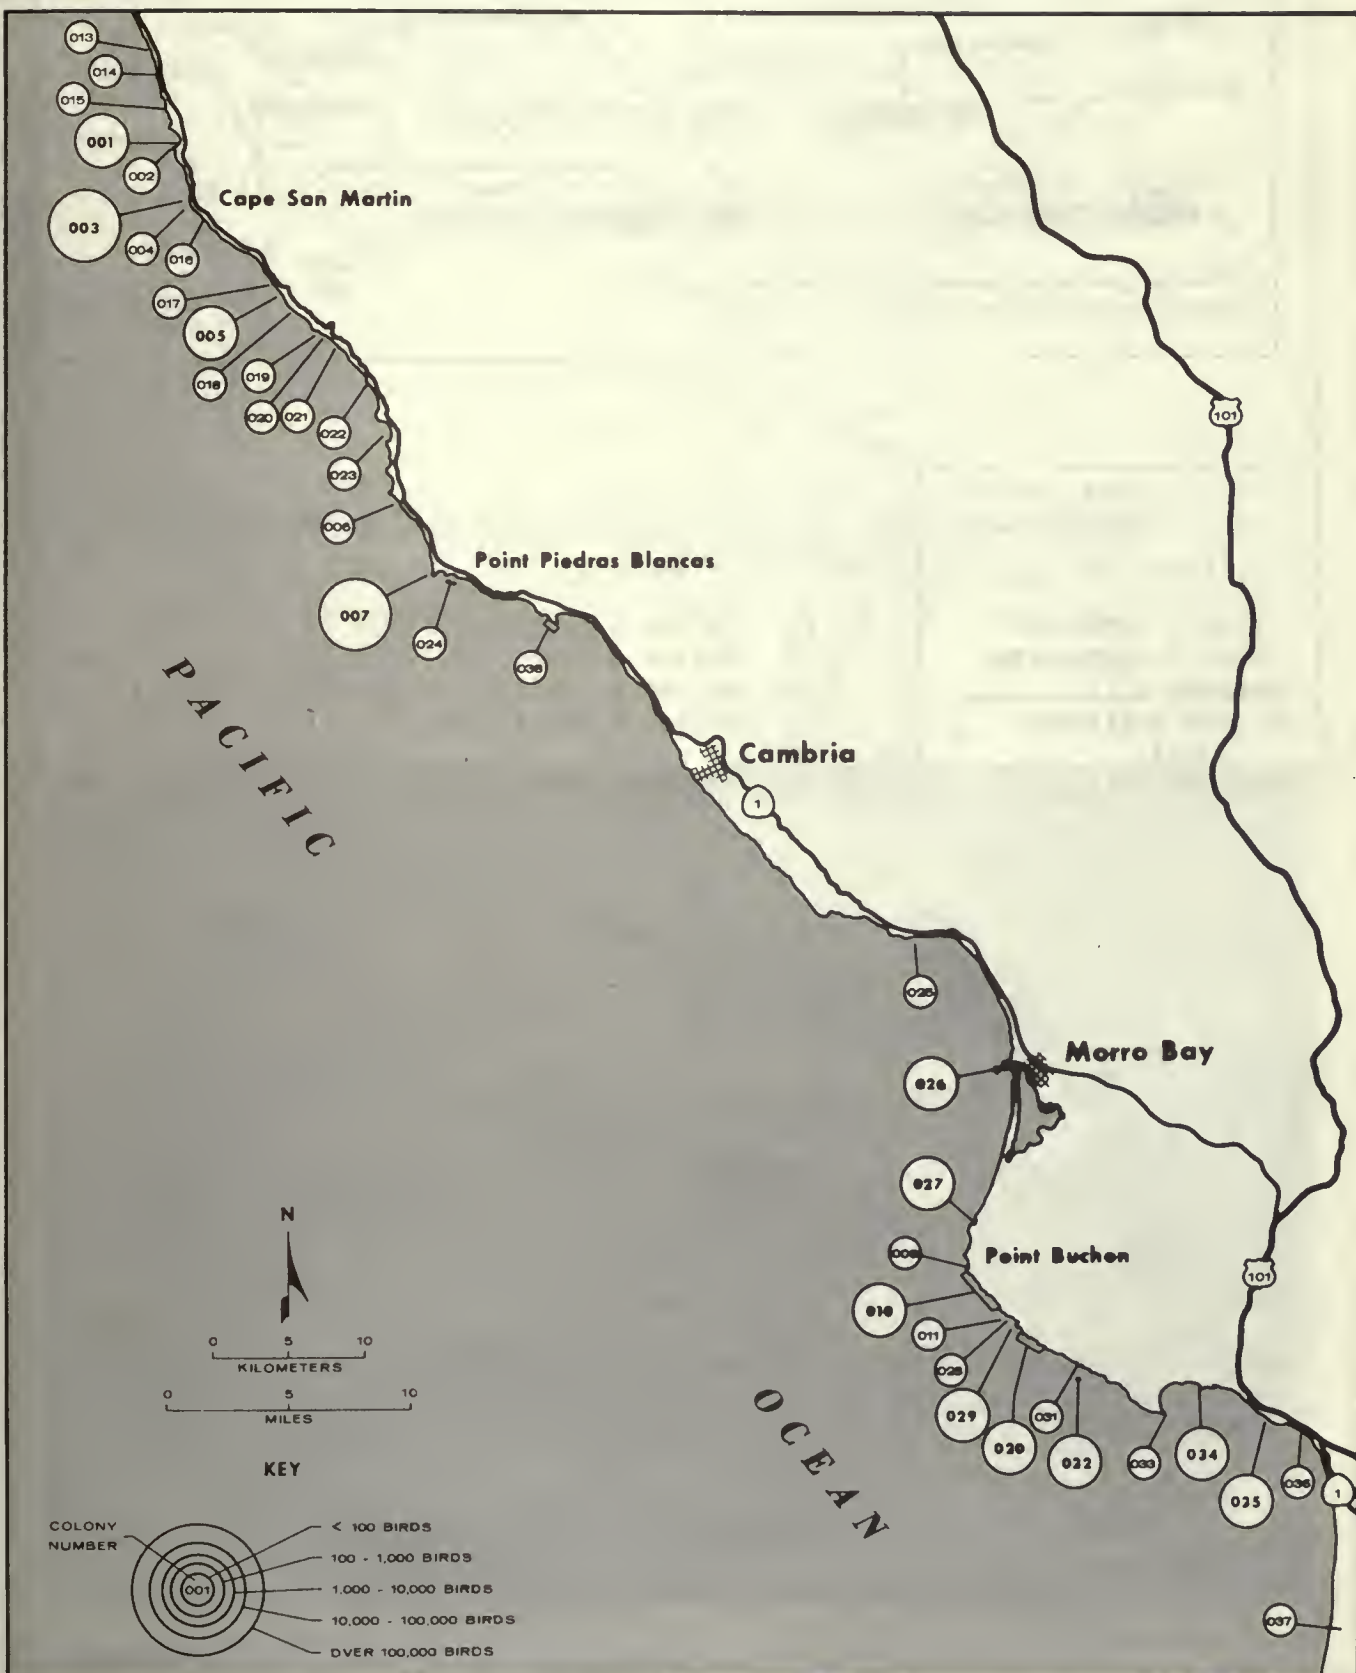 013
014
015
001
002
Cape San Martin
003
004
016
017
005
018
019
020
021
022
023
006
Point Piedras Blancas
007
024
038
PACIFIC
Cambria
1
101
025
Morro Bay
026
027
009
Point Buchon
101
010
011
028
029
030
031
032
033
034
035
036
1
037
OCEAN
N
0 5 10
KILOMETERS
0 5 10
MILES
KEY
COLONY
NUMBER
001
< 100 BIRDS
100 - 1,000 BIRDS
1,000 - 10,000 BIRDS
10,000 - 100,000 BIRDS
OVER 100,000 BIRDS